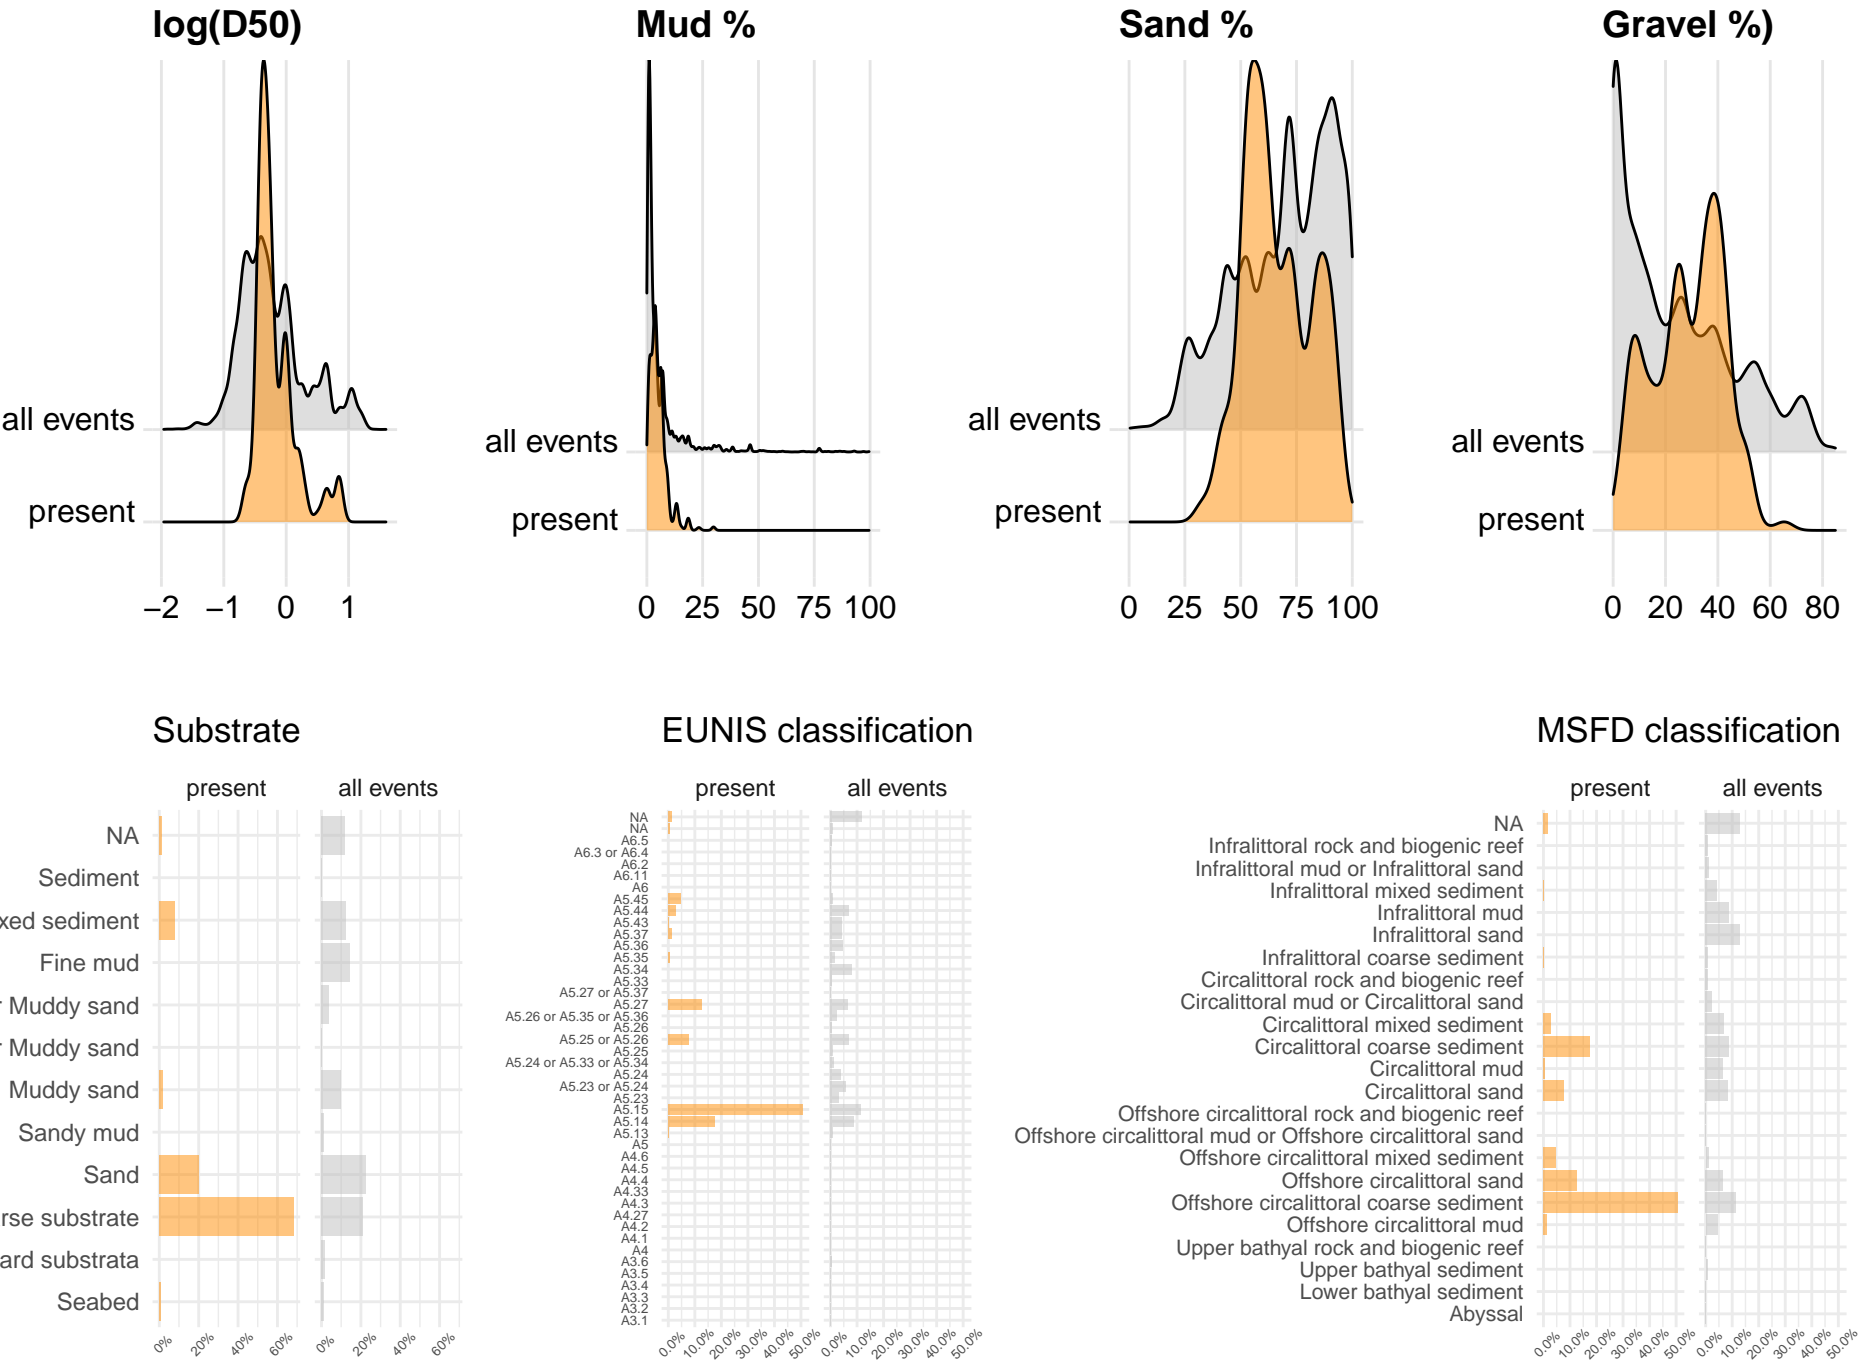 log(D50)
Mud %
Sand %
Gravel %)
all events
present
−2 −1 0 1
all events
present
0 25 50 75 100
all events
present
0 25 50 75 100
all events
present
0 20 40 60 80
Substrate
present all events
NA
Sediment
xed sediment
Fine mud
r Muddy sand
r Muddy sand
Muddy sand
Sandy mud
Sand
rse substrate
ard substrata
Seabed
0% 20% 40% 60% 0% 20% 40% 60%
EUNIS classification
present all events
NA
NA
A6.5
A6.3 or A6.4
A6.2
A6.11
A6
A5.45
A5.44
A5.43
A5.37
A5.36
A5.35
A5.34
A5.33
A5.27 or A5.37
A5.27
A5.26 or A5.35 or A5.36
A5.26
A5.25 or A5.26
A5.25
A5.24 or A5.33 or A5.34
A5.24
A5.23 or A5.24
A5.23
A5.15
A5.14
A5.13
A5
A4.6
A4.5
A4.4
A4.33
A4.3
A4.27
A4.2
A4.1
A4
A3.6
A3.5
A3.4
A3.3
A3.2
A3.1
0.0% 10.0% 20.0% 30.0% 40.0% 50.0% 0.0% 10.0% 20.0% 30.0% 40.0% 50.0%
MSFD classification
present all events
NA
Infralittoral rock and biogenic reef
Infralittoral mud or Infralittoral sand
Infralittoral mixed sediment
Infralittoral mud
Infralittoral sand
Infralittoral coarse sediment
Circalittoral rock and biogenic reef
Circalittoral mud or Circalittoral sand
Circalittoral mixed sediment
Circalittoral coarse sediment
Circalittoral mud
Circalittoral sand
Offshore circalittoral rock and biogenic reef
Offshore circalittoral mud or Offshore circalittoral sand
Offshore circalittoral mixed sediment
Offshore circalittoral sand
Offshore circalittoral coarse sediment
Offshore circalittoral mud
Upper bathyal rock and biogenic reef
Upper bathyal sediment
Lower bathyal sediment
Abyssal
0.0% 10.0% 20.0% 30.0% 40.0% 50.0% 0.0% 10.0% 20.0% 30.0% 40.0% 50.0%